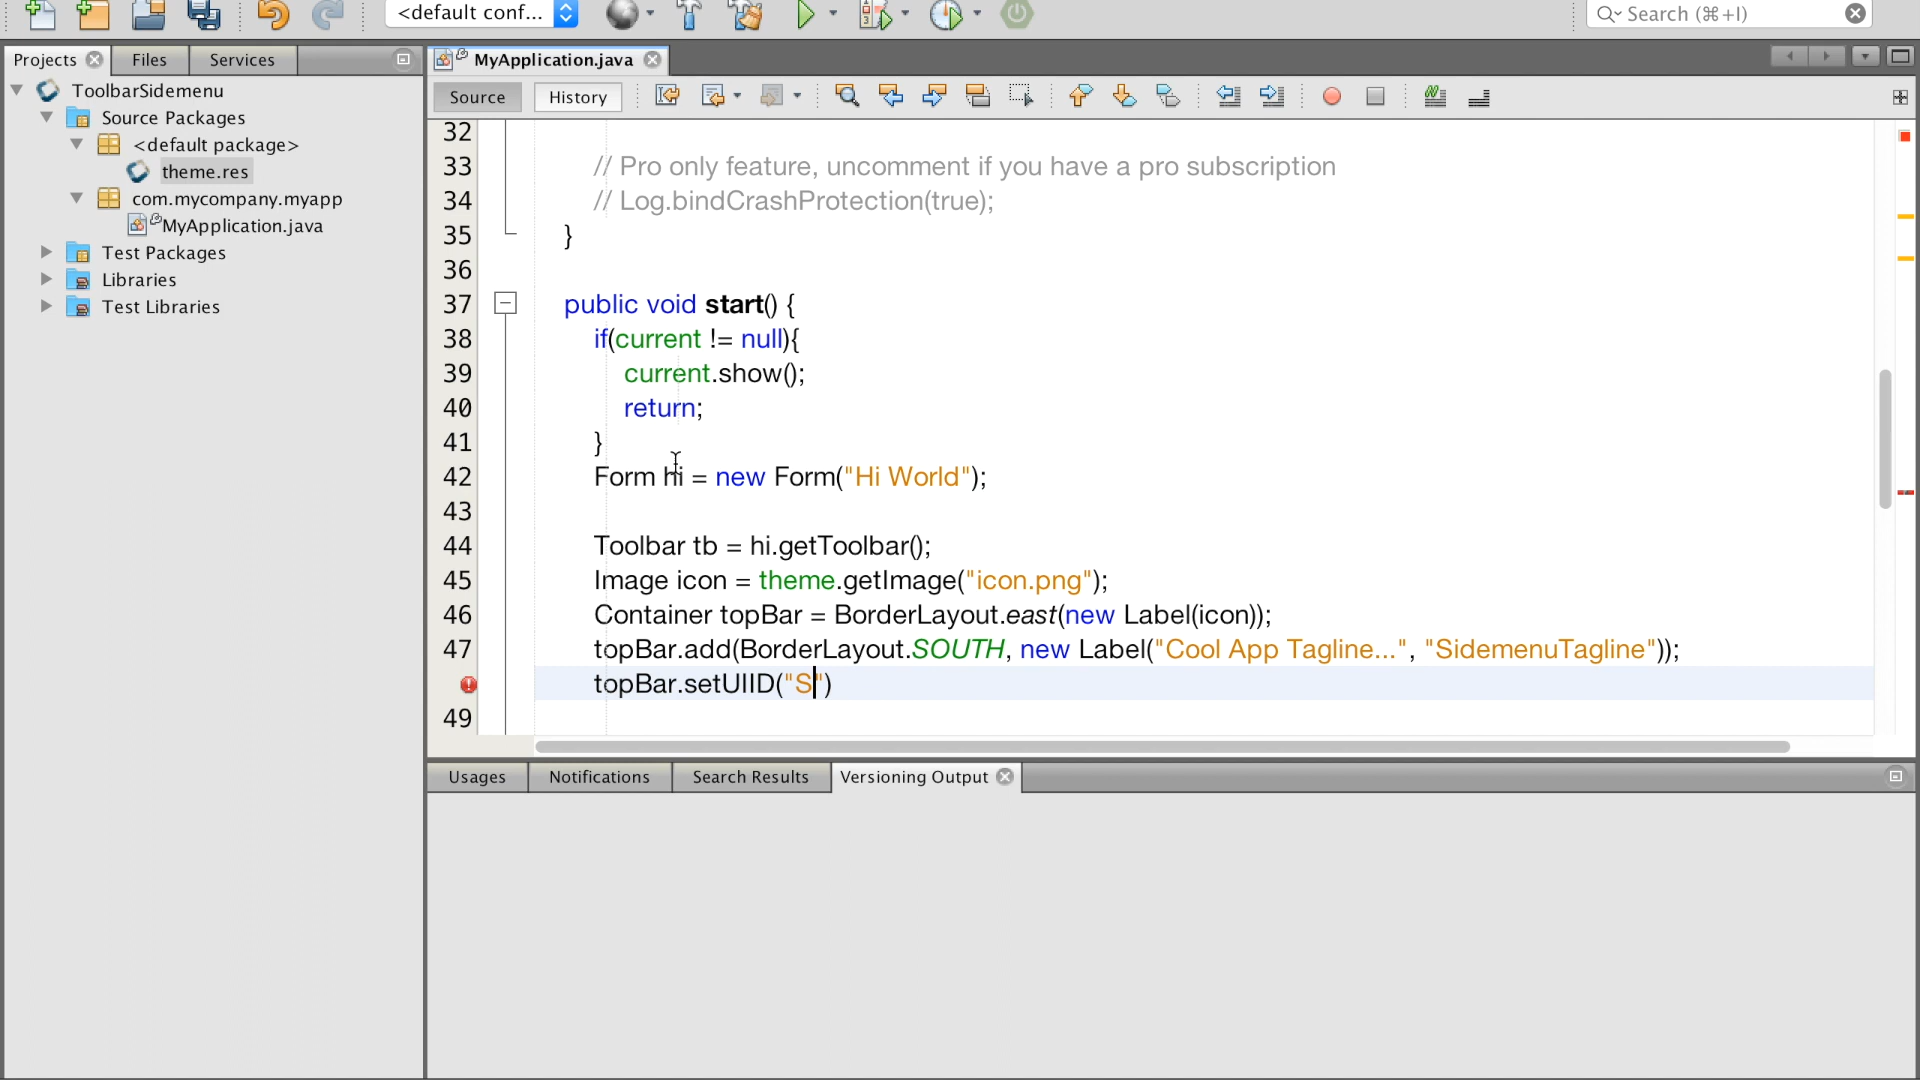 <default conf...
Search (⌘+I)
Projects
Files
Services
MyApplication.java
ToolbarSidemenu
Source Packages
<default package>
theme.res
com.mycompany.myapp
MyApplication.java
Test Packages
Libraries
Test Libraries
Source
History
32
33 // Pro only feature, uncomment if you have a pro subscription
34 // Log.bindCrashProtection(true);
35 }
36
37 public void start() {
38 if(current != null){
39 current.show();
40 return;
41 }
42 Form hi = new Form("Hi World");
43
44 Toolbar tb = hi.getToolbar();
45 Image icon = theme.getImage("icon.png");
46 Container topBar = BorderLayout.east(new Label(icon));
47 topBar.add(BorderLayout.SOUTH, new Label("Cool App Tagline...", "SidemenuTagline"));
topBar.setUIID("S")
49
Usages
Notifications
Search Results
Versioning Output